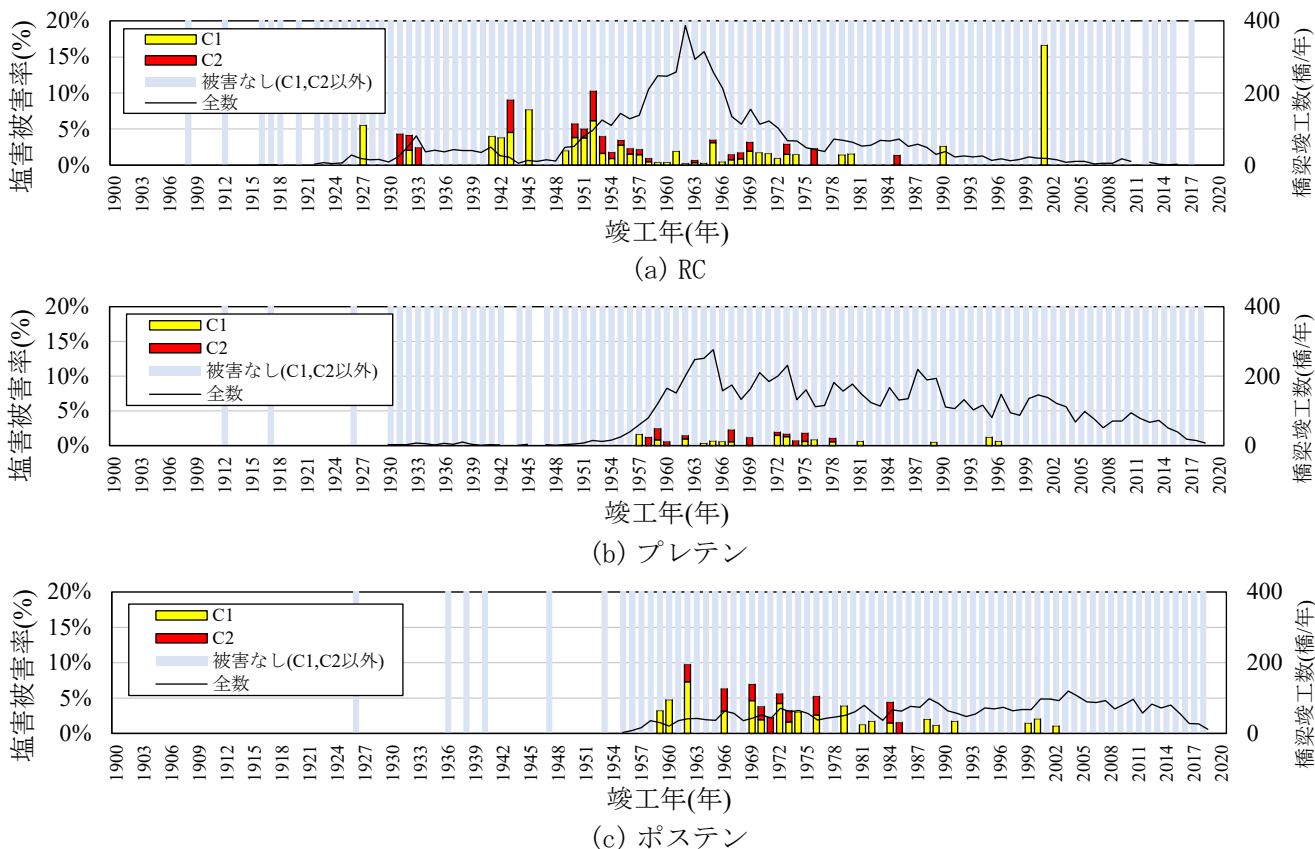 塩害被害率(%)
20%
15%
10%
5%
0%
C1
C2
被害なし(C1,C2以外)
全数
400
200
0
橋梁竣工数(橋/年)
1900 1903 1906 1909 1912 1915 1918 1921 1924 1927 1930 1933 1936 1939 1942 1945 1948 1951 1954 1957 1960 1963 1966 1969 1972 1975 1978 1981 1984 1987 1990 1993 1996 1999 2002 2005 2008 2011 2014 2017 2020
竣工年(年)
(a) RC
塩害被害率(%)
20%
15%
10%
5%
0%
C1
C2
被害なし(C1,C2以外)
全数
400
200
0
橋梁竣工数(橋/年)
1900 1903 1906 1909 1912 1915 1918 1921 1924 1927 1930 1933 1936 1939 1942 1945 1948 1951 1954 1957 1960 1963 1966 1969 1972 1975 1978 1981 1984 1987 1990 1993 1996 1999 2002 2005 2008 2011 2014 2017 2020
竣工年(年)
(b) プレテン
塩害被害率(%)
20%
15%
10%
5%
0%
C1
C2
被害なし(C1,C2以外)
全数
400
200
0
橋梁竣工数(橋/年)
1900 1903 1906 1909 1912 1915 1918 1921 1924 1927 1930 1933 1936 1939 1942 1945 1948 1951 1954 1957 1960 1963 1966 1969 1972 1975 1978 1981 1984 1987 1990 1993 1996 1999 2002 2005 2008 2011 2014 2017 2020
竣工年(年)
(c) ポステン